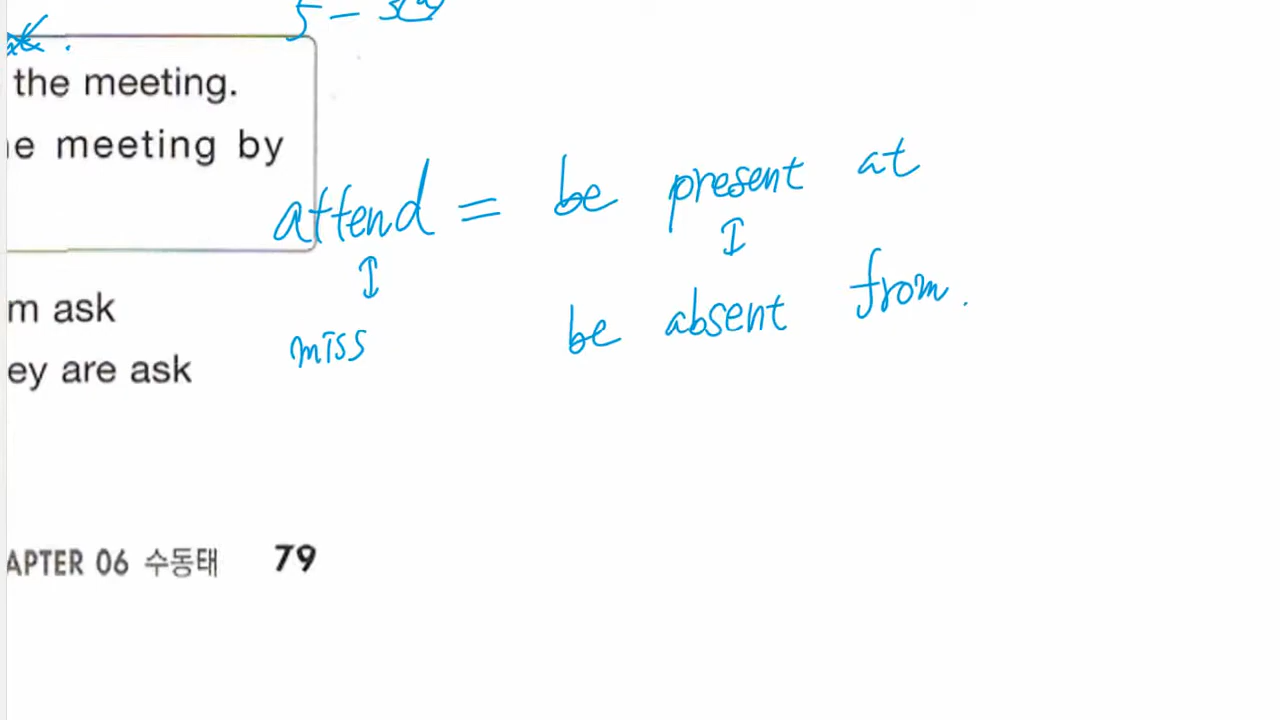 5 -
the meeting.
e meeting by
attend = be present at
↕ ↕
miss be absent from.
m ask
ey are ask
APTER 06 수동태 79